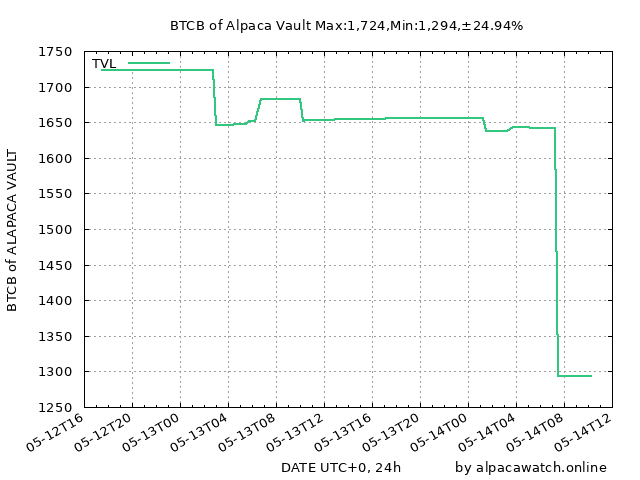 BTCB of Alpaca Vault Max:1,724,Min:1,294,±24.94%
TVL
1750
1700
1650
1600
1550
1500
1450
1400
1350
1300
1250
BTCB of ALAPACA VAULT
05-12T16
05-12T20
05-13T00
05-13T04
05-13T08
05-13T12
05-13T16
05-13T20
05-14T00
05-14T04
05-14T08
05-14T12
DATE UTC+0, 24h
by alpacawatch.online